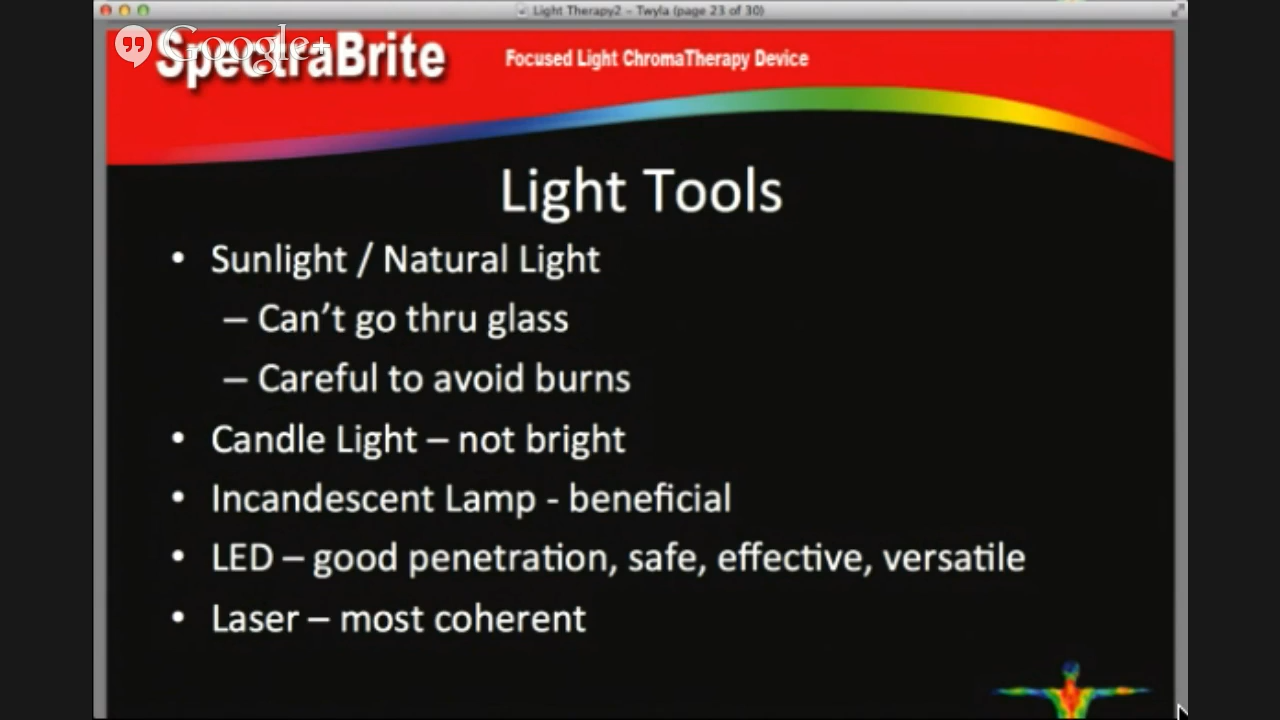 Light Therapy2 – Twyla (page 23 of 30)
Google+
SpectraBrite
Focused Light ChromaTherapy Device
Light Tools
• Sunlight / Natural Light
– Can't go thru glass
– Careful to avoid burns
• Candle Light – not bright
• Incandescent Lamp - beneficial
• LED – good penetration, safe, effective, versatile
• Laser – most coherent